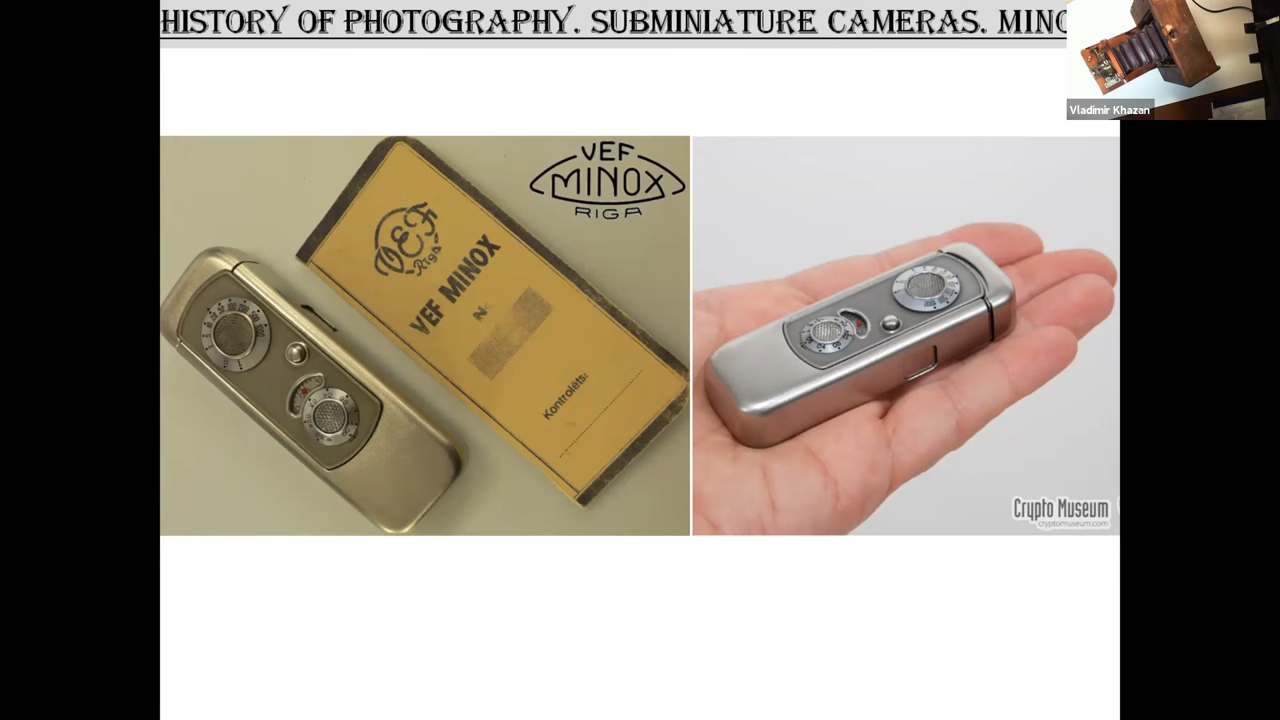 HISTORY OF PHOTOGRAPHY. SUBMINIATURE CAMERAS. MINO
Vladimir Khazan
VEF
MINOX
RIGA
VEF
Riga
VEF MINOX
N
Kontrolēts:
Crypto Museum
cryptomuseum.com